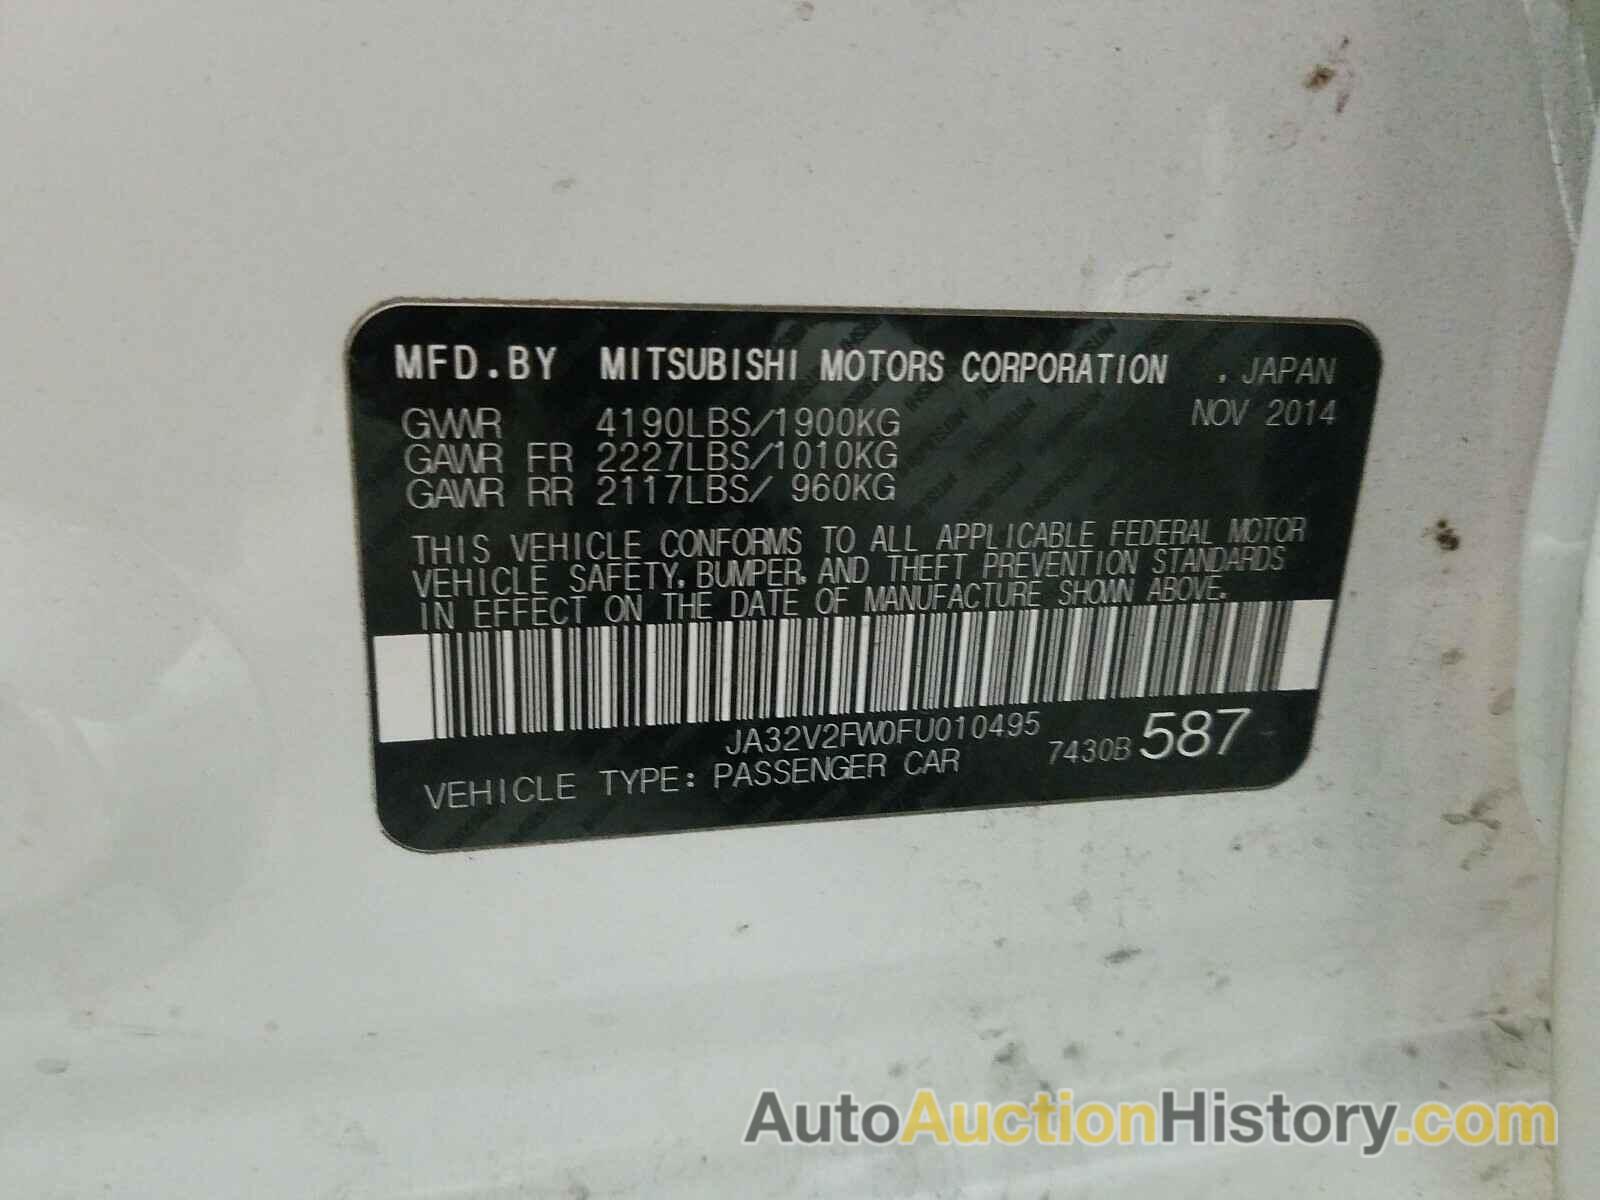 MFD.BY MITSUBISHI MOTORS CORPORATION . JAPAN
NOV 2014
GVWR 4190LBS/1900KG
GAWR FR 2227LBS/1010KG
GAWR RR 2117LBS/ 960KG
THIS VEHICLE CONFORMS TO ALL APPLICABLE FEDERAL MOTOR
VEHICLE SAFETY, BUMPER, AND THEFT PREVENTION STANDARDS
IN EFFECT ON THE DATE OF MANUFACTURE SHOWN ABOVE.
JA32V2FW0FU010495
7430B 587
VEHICLE TYPE: PASSENGER CAR
AutoAuctionHistory.com